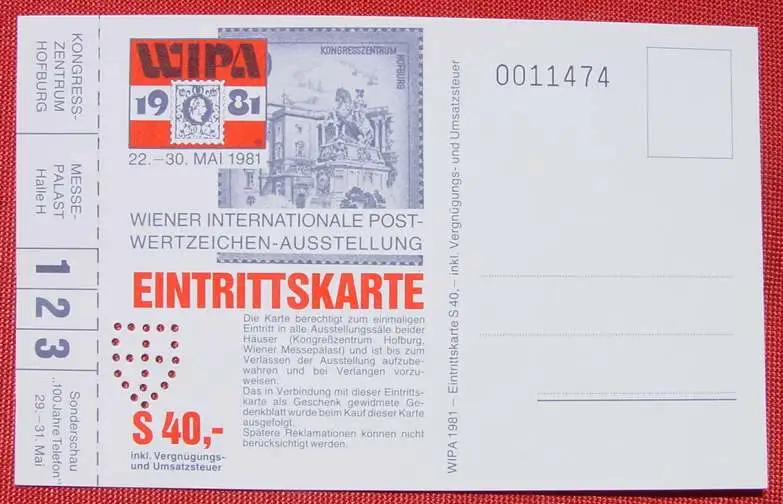 KONGRESS-
ZENTRUM
HOFBURG
MESSE-
PALAST
Halle H
1
2
3
Sonderschau
„100 Jahre Telefon"
29.–31. Mai
WIPA
1981
22.–30. MAI 1981
KONGRESSZENTRUM
HOFBURG
WIENER INTERNATIONALE POST-
WERTZEICHEN-AUSSTELLUNG
EINTRITTSKARTE
Die Karte berechtigt zum einmaligen
Eintritt in alle Ausstellungssäle beider
Häuser (Kongreßzentrum Hofburg,
Wiener Messepalast) und ist bis zum
Verlassen der Ausstellung aufzube-
wahren und bei Verlangen vorzu-
weisen.
Das in Verbindung mit dieser Eintritts-
karte als Geschenk gewidmete Ge-
denkblatt wurde beim Kauf dieser Karte
ausgefolgt.
Spätere Reklamationen können nicht
berücksichtigt werden.
S 40,-
inkl. Vergnügungs-
und Umsatzsteuer
WIPA 1981 – Eintrittskarte S 40,– inkl. Vergnügungs- und Umsatzsteuer
0011474